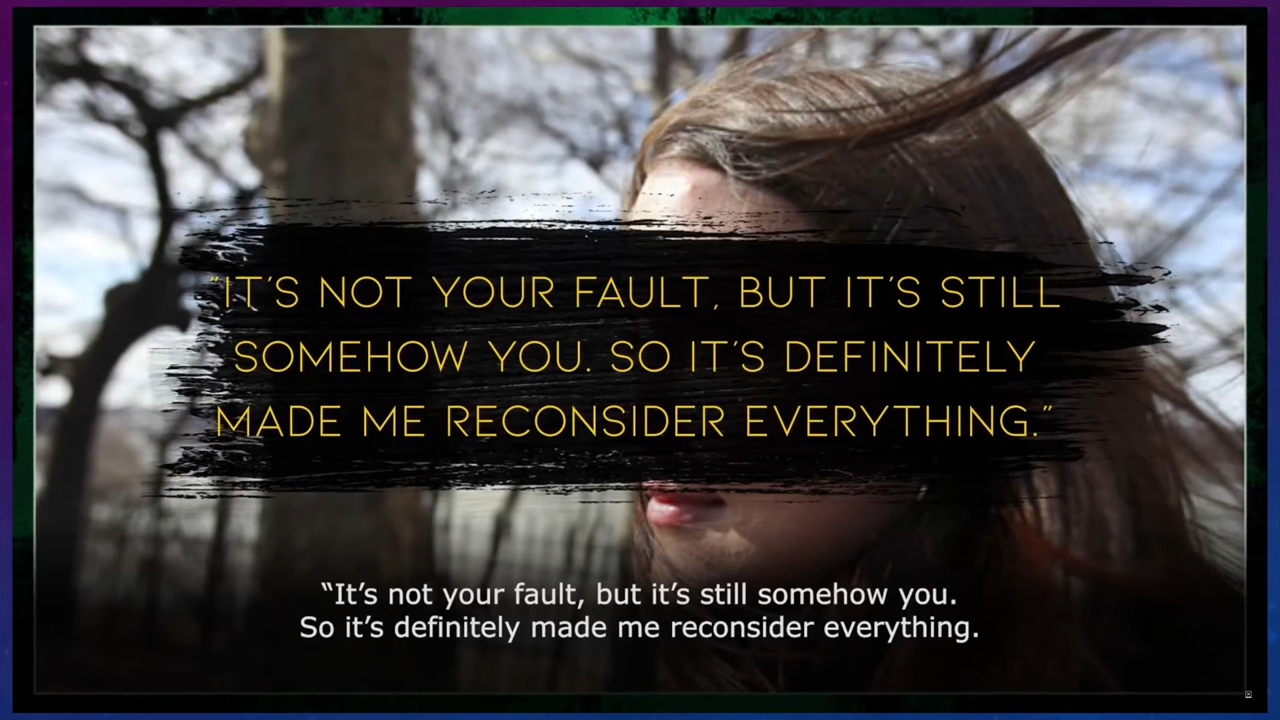 “IT’S NOT YOUR FAULT, BUT IT’S STILL
SOMEHOW YOU. SO IT’S DEFINITELY
MADE ME RECONSIDER EVERYTHING.”
“It’s not your fault, but it’s still somehow you.
So it’s definitely made me reconsider everything.